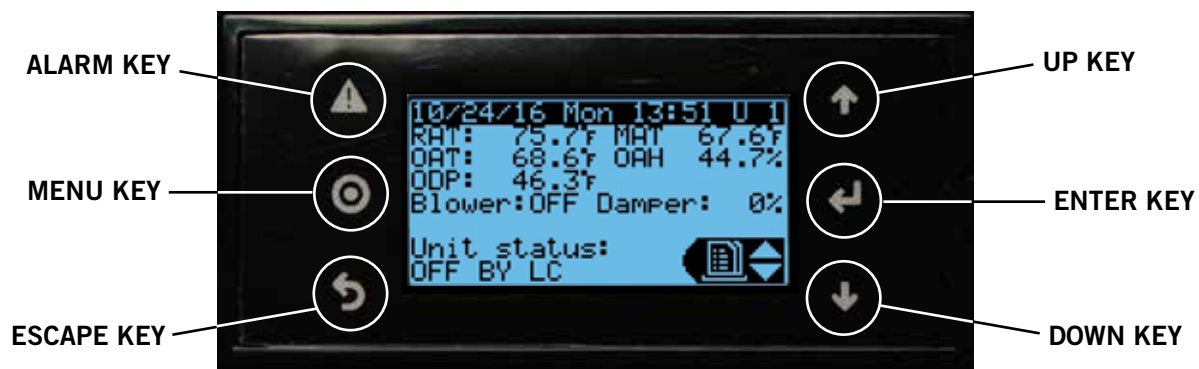 ALARM KEY
MENU KEY
ESCAPE KEY
10/24/16 Mon 13:51 U 1
RAT: 75.7°F MAT 67.6°F
OAT: 68.6°F OAH 44.7%
ODP: 46.3°F
Blower:OFF Damper: 0%
Unit status:
OFF BY LC
UP KEY
ENTER KEY
DOWN KEY